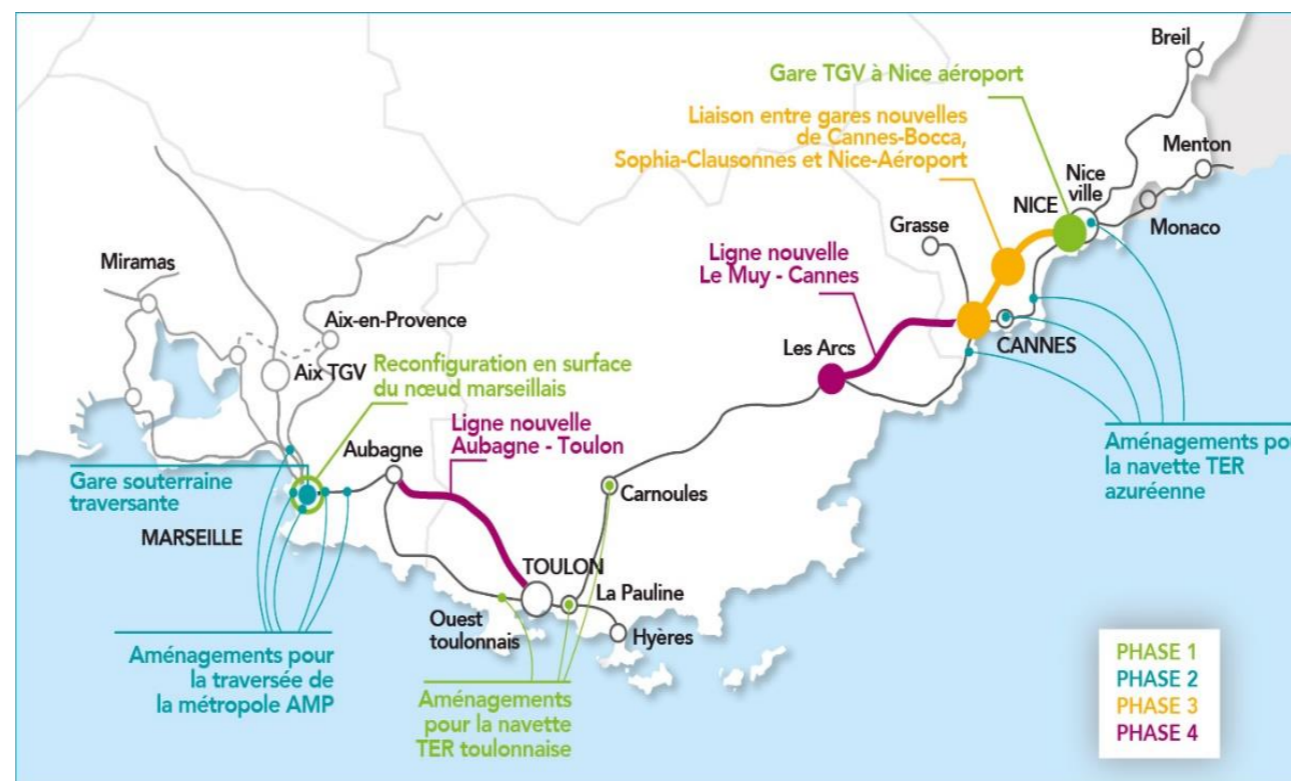 Breil
Gare TGV à Nice aéroport
Liaison entre gares nouvelles
de Cannes-Bocca,
Sophia-Clausonnes et Nice-Aéroport
Menton
Nice
ville
NICE
Monaco
Grasse
Ligne nouvelle
Le Muy - Cannes
Miramas
Aix-en-Provence
Aix TGV
Reconfiguration en surface
du nœud marseillais
Les Arcs
CANNES
Ligne nouvelle
Aubagne - Toulon
Aubagne
Aménagements pou
la navette TER
azuréenne
Gare souterraine
traversante
Carnoules
MARSEILLE
TOULON
La Pauline
Ouest
toulonnais
Hyères
Aménagements pour
la traversée de
la métropole AMP
Aménagements
pour la navette
TER toulonnaise
PHASE 1
PHASE 2
PHASE 3
PHASE 4